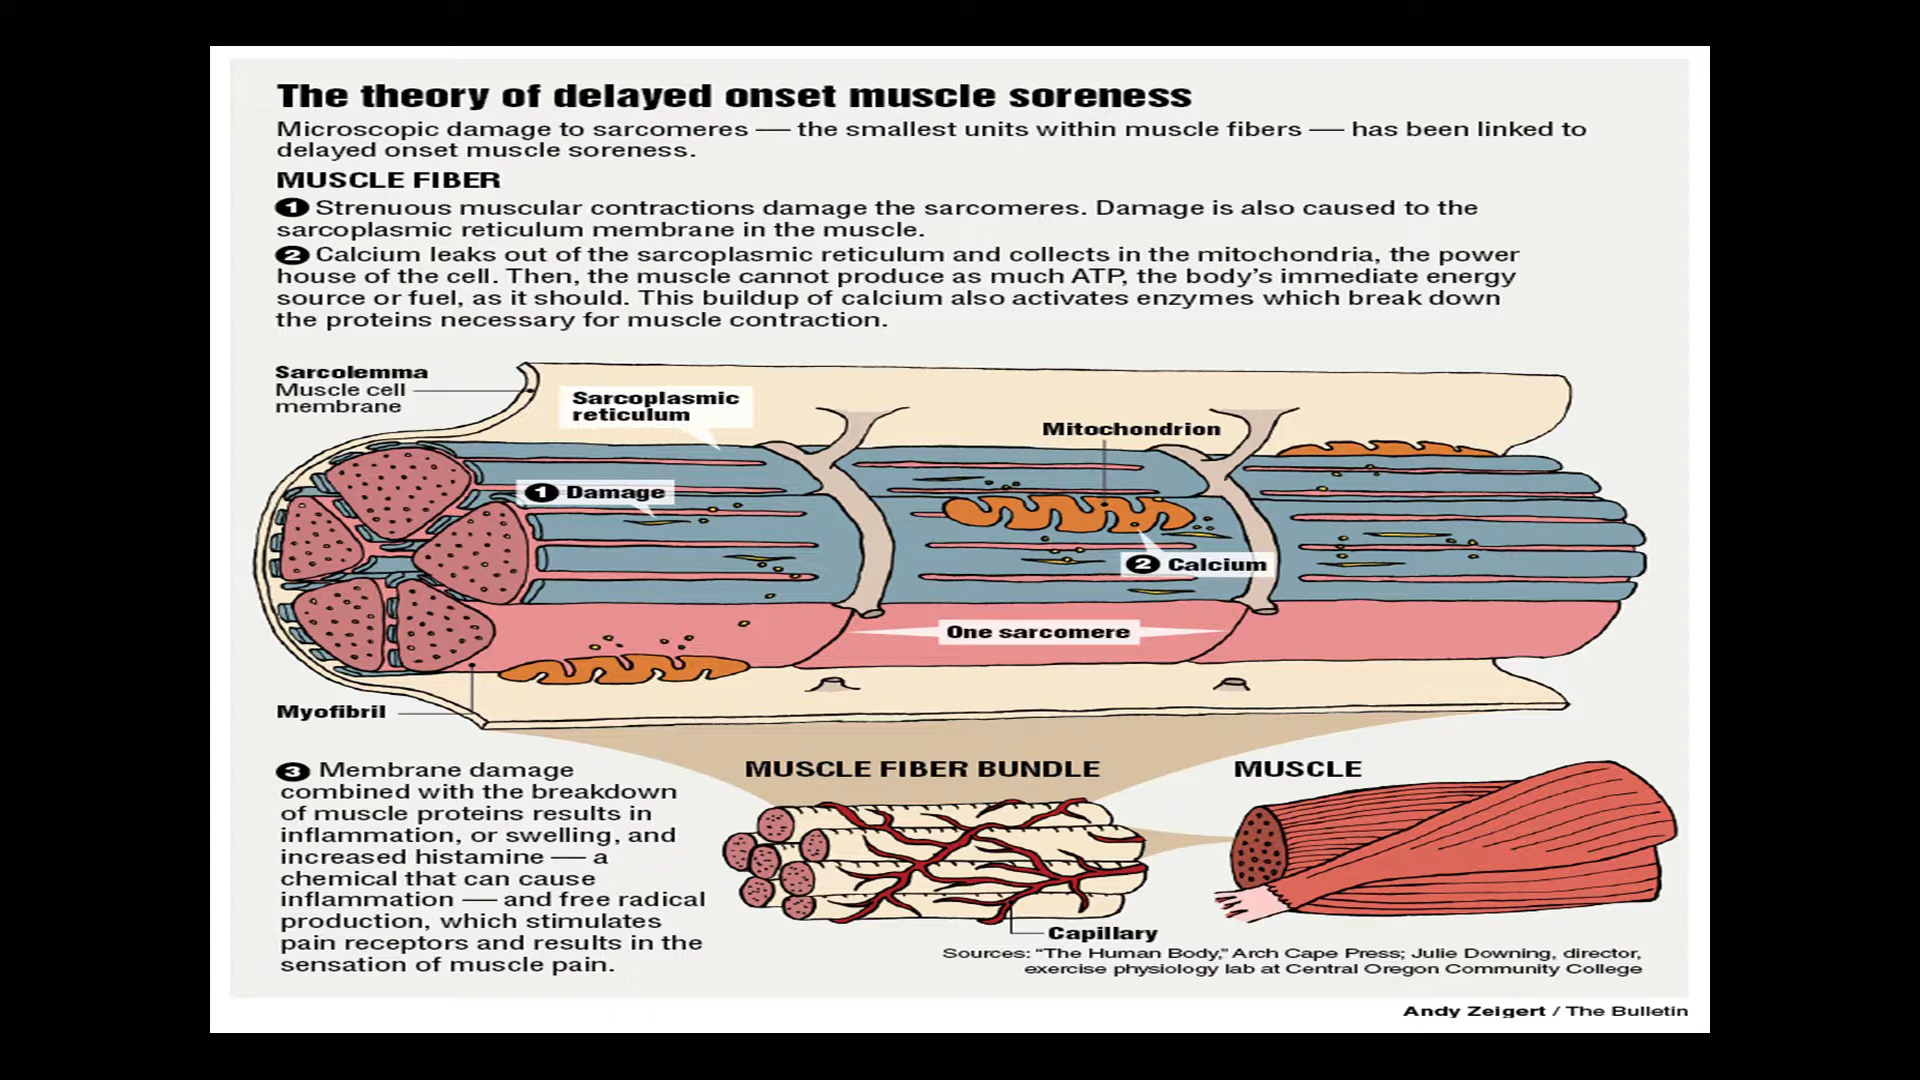 The theory of delayed onset muscle soreness
Microscopic damage to sarcomeres — the smallest units within muscle fibers — has been linked to
delayed onset muscle soreness.
MUSCLE FIBER
1 Strenuous muscular contractions damage the sarcomeres. Damage is also caused to the
sarcoplasmic reticulum membrane in the muscle.
2 Calcium leaks out of the sarcoplasmic reticulum and collects in the mitochondria, the power
house of the cell. Then, the muscle cannot produce as much ATP, the body's immediate energy
source or fuel, as it should. This buildup of calcium also activates enzymes which break down
the proteins necessary for muscle contraction.
Sarcolemma
Muscle cell
membrane
Sarcoplasmic
reticulum
Mitochondrion
1 Damage
2 Calcium
One sarcomere
Myofibril
3 Membrane damage
combined with the breakdown
of muscle proteins results in
inflammation, or swelling, and
increased histamine — a
chemical that can cause
inflammation — and free radical
production, which stimulates
pain receptors and results in the
sensation of muscle pain.
MUSCLE FIBER BUNDLE
MUSCLE
Capillary
Sources: "The Human Body," Arch Cape Press; Julie Downing, director,
exercise physiology lab at Central Oregon Community College
Andy Zeigert / The Bulletin